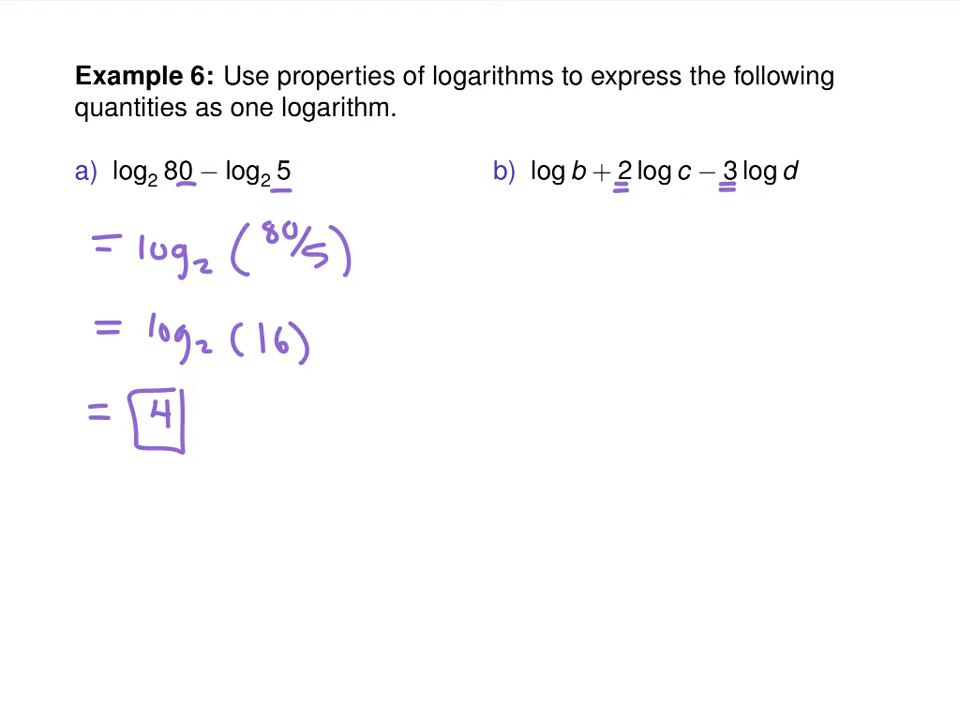 Example 6: Use properties of logarithms to express the following
quantities as one logarithm.
a) log₂ 80 − log₂ 5
= log₂ (80/5)
= log₂ (16)
= 4
b) log b + 2 log c − 3 log d